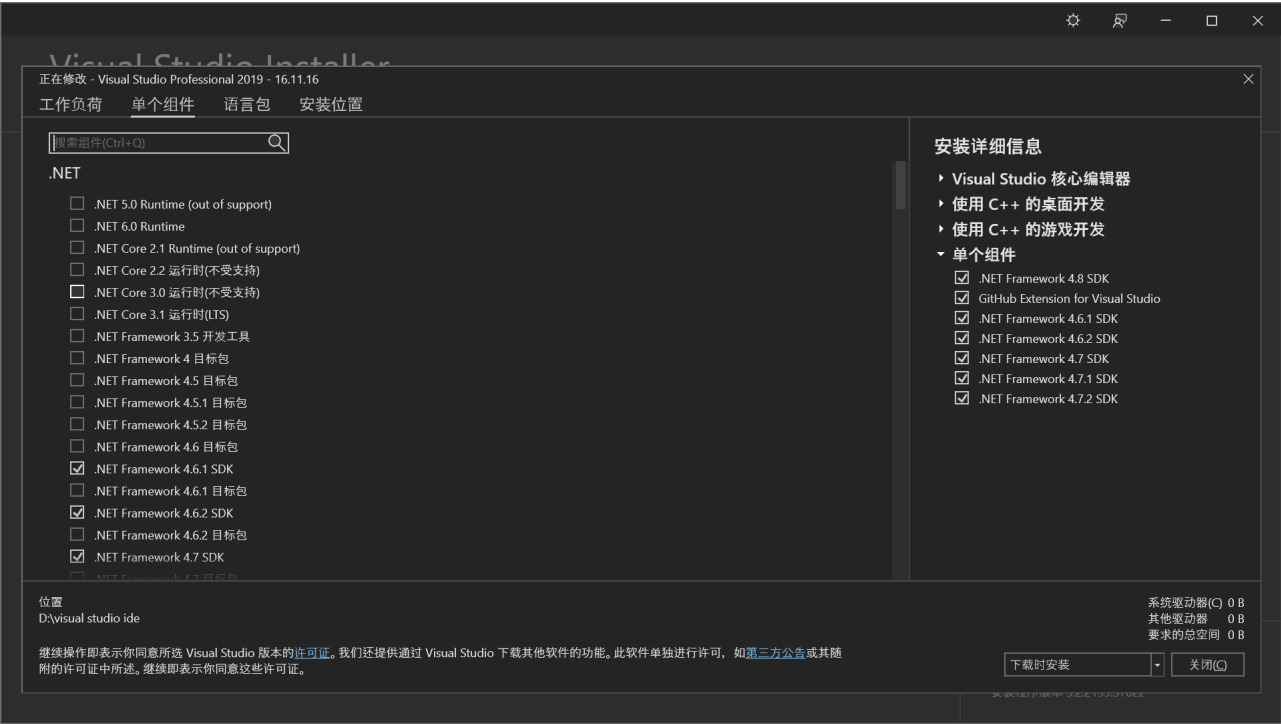 Visual Studio Installer
正在修改 - Visual Studio Professional 2019 - 16.11.16
工作负荷 单个组件 语言包 安装位置
搜索组件(Ctrl+Q)
.NET
.NET 5.0 Runtime (out of support)
.NET 6.0 Runtime
.NET Core 2.1 Runtime (out of support)
.NET Core 2.2 运行时(不受支持)
.NET Core 3.0 运行时(不受支持)
.NET Core 3.1 运行时(LTS)
.NET Framework 3.5 开发工具
.NET Framework 4 目标包
.NET Framework 4.5 目标包
.NET Framework 4.5.1 目标包
.NET Framework 4.5.2 目标包
.NET Framework 4.6 目标包
.NET Framework 4.6.1 SDK
.NET Framework 4.6.1 目标包
.NET Framework 4.6.2 SDK
.NET Framework 4.6.2 目标包
.NET Framework 4.7 SDK
.NET Framework 4.7 目标包
安装详细信息
Visual Studio 核心编辑器
使用 C++ 的桌面开发
使用 C++ 的游戏开发
单个组件
.NET Framework 4.8 SDK
GitHub Extension for Visual Studio
.NET Framework 4.6.1 SDK
.NET Framework 4.6.2 SDK
.NET Framework 4.7 SDK
.NET Framework 4.7.1 SDK
.NET Framework 4.7.2 SDK
位置
D:\visual studio ide
继续操作即表示你同意所选 Visual Studio 版本的许可证。我们还提供通过 Visual Studio 下载其他软件的功能。此软件单独进行许可，如第三方公告或其随
附的许可证中所述。继续即表示你同意这些许可证。
系统驱动器(C) 0 B
其他驱动器 0 B
要求的总空间 0 B
下载时安装
关闭(C)